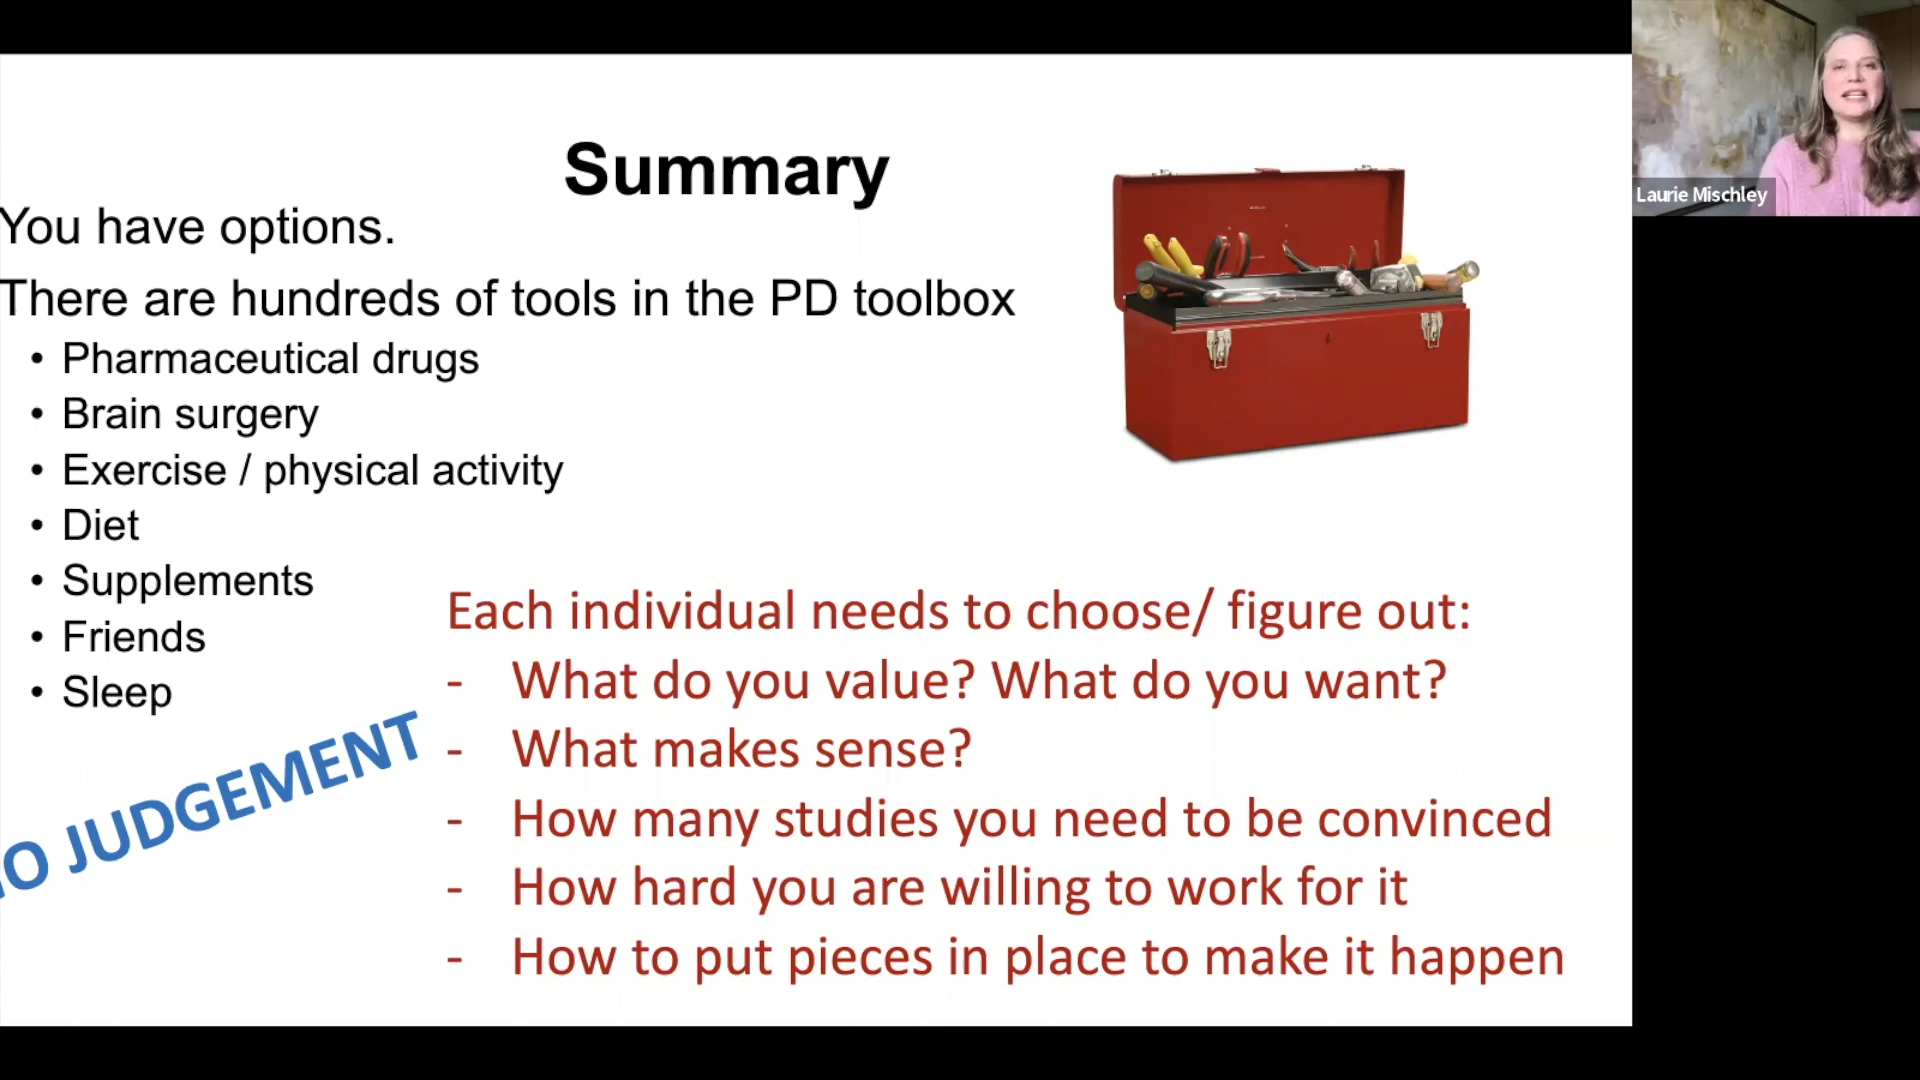 Summary
You have options.
There are hundreds of tools in the PD toolbox
• Pharmaceutical drugs
• Brain surgery
• Exercise / physical activity
• Diet
• Supplements
• Friends
• Sleep
JUDGEMENT
Each individual needs to choose/ figure out:
- What do you value? What do you want?
- What makes sense?
- How many studies you need to be convinced
- How hard you are willing to work for it
- How to put pieces in place to make it happen
Laurie Mischley